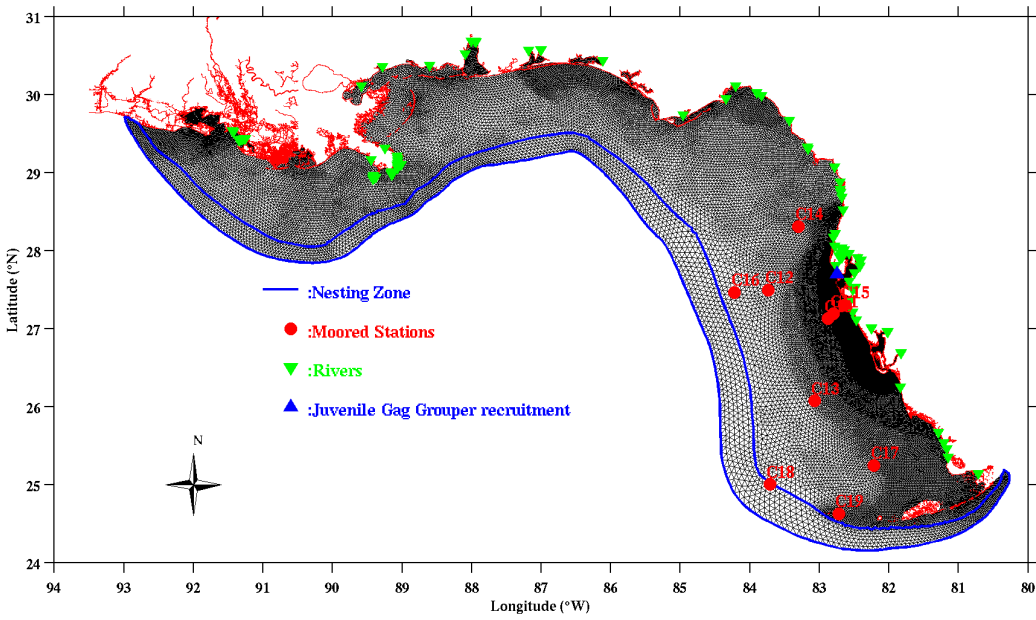 31
30
29
28
27
26
25
24
Latitude (°N)
C14
C16
C12
C15
C13
C17
C18
C19
:Nesting Zone
:Moored Stations
:Rivers
:Juvenile Gag Grouper recruitment
N
94 93 92 91 90 89 88 87 86 85 84 83 82 81 80
Longitude (°W)